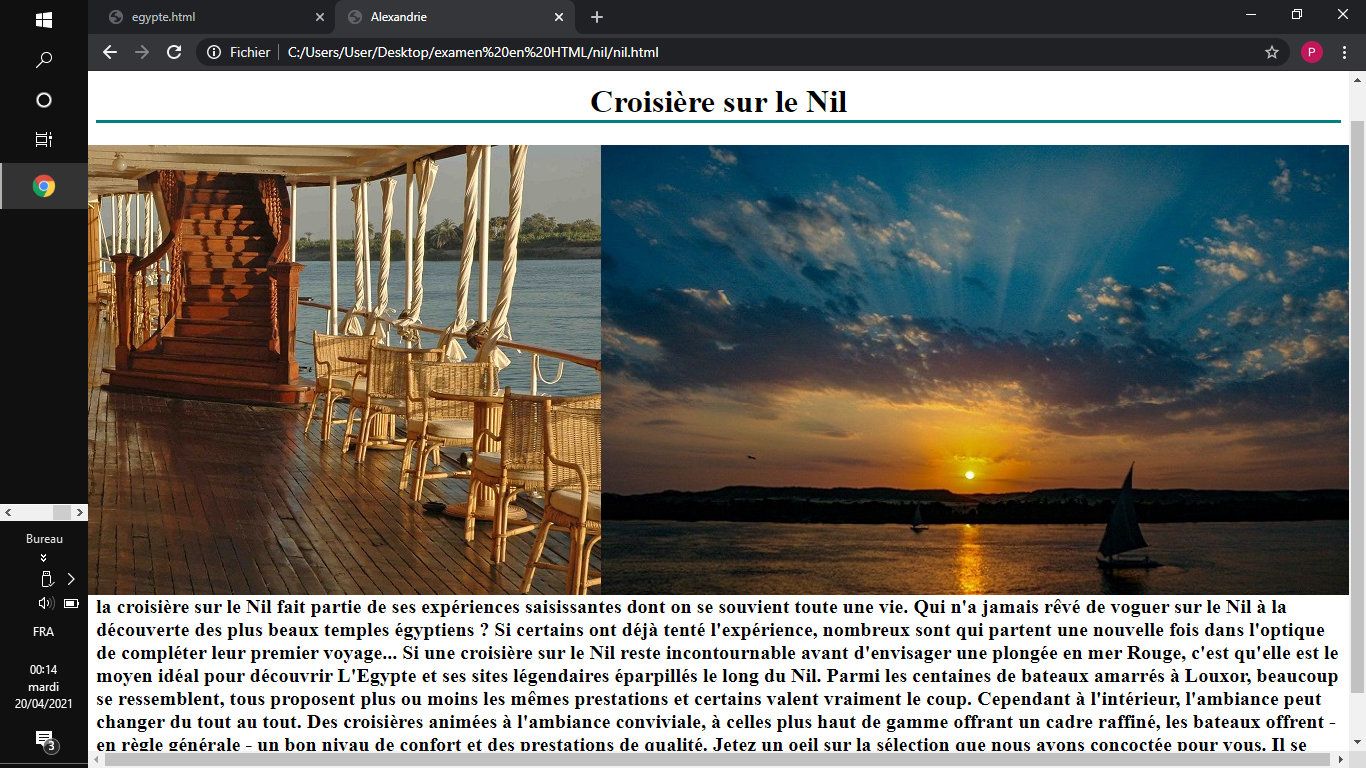 egypte.html
Alexandrie
Fichier
C:/Users/User/Desktop/examen%20en%20HTML/nil/nil.html
P
Croisière sur le Nil
la croisière sur le Nil fait partie de ses expériences saisissantes dont on se souvient toute une vie. Qui n'a jamais rêvé de voguer sur le Nil à la
découverte des plus beaux temples égyptiens ? Si certains ont déjà tenté l'expérience, nombreux sont qui partent une nouvelle fois dans l'optique
de compléter leur premier voyage... Si une croisière sur le Nil reste incontournable avant d'envisager une plongée en mer Rouge, c'est qu'elle est le
moyen idéal pour découvrir L'Egypte et ses sites légendaires éparpillés le long du Nil. Parmi les centaines de bateaux amarrés à Louxor, beaucoup
se ressemblent, tous proposent plus ou moins les mêmes prestations et certains valent vraiment le coup. Cependant à l'intérieur, l'ambiance peut
changer du tout au tout. Des croisières animées à l'ambiance conviviale, à celles plus haut de gamme offrant un cadre raffiné, les bateaux offrent -
en règle générale - un bon nivau de confort et des prestations de qualité. Jetez un oeil sur la sélection que nous avons concoctée pour vous. Il se
Bureau
FRA
00:14
mardi
20/04/2021
3